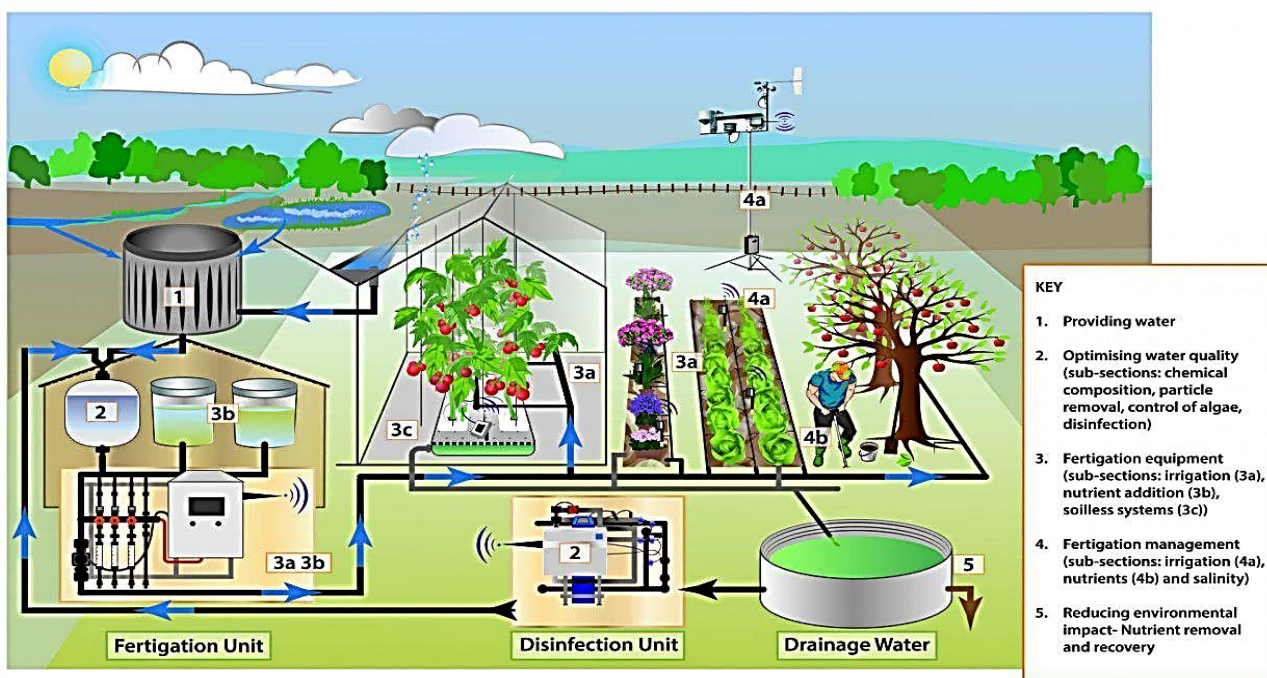 4a
1
4a
KEY
1. Providing water
2. Optimising water quality
(sub-sections: chemical
composition, particle
removal, control of algae,
disinfection)
3. Fertigation equipment
(sub-sections: irrigation (3a),
nutrient addition (3b),
soilless systems (3c))
4. Fertigation management
(sub-sections: irrigation (4a),
nutrients (4b) and salinity)
5. Reducing environmental
impact- Nutrient removal
and recovery
3a
3a
2
3b
3c
4b
2
3a 3b
5
Fertigation Unit
Disinfection Unit
Drainage Water